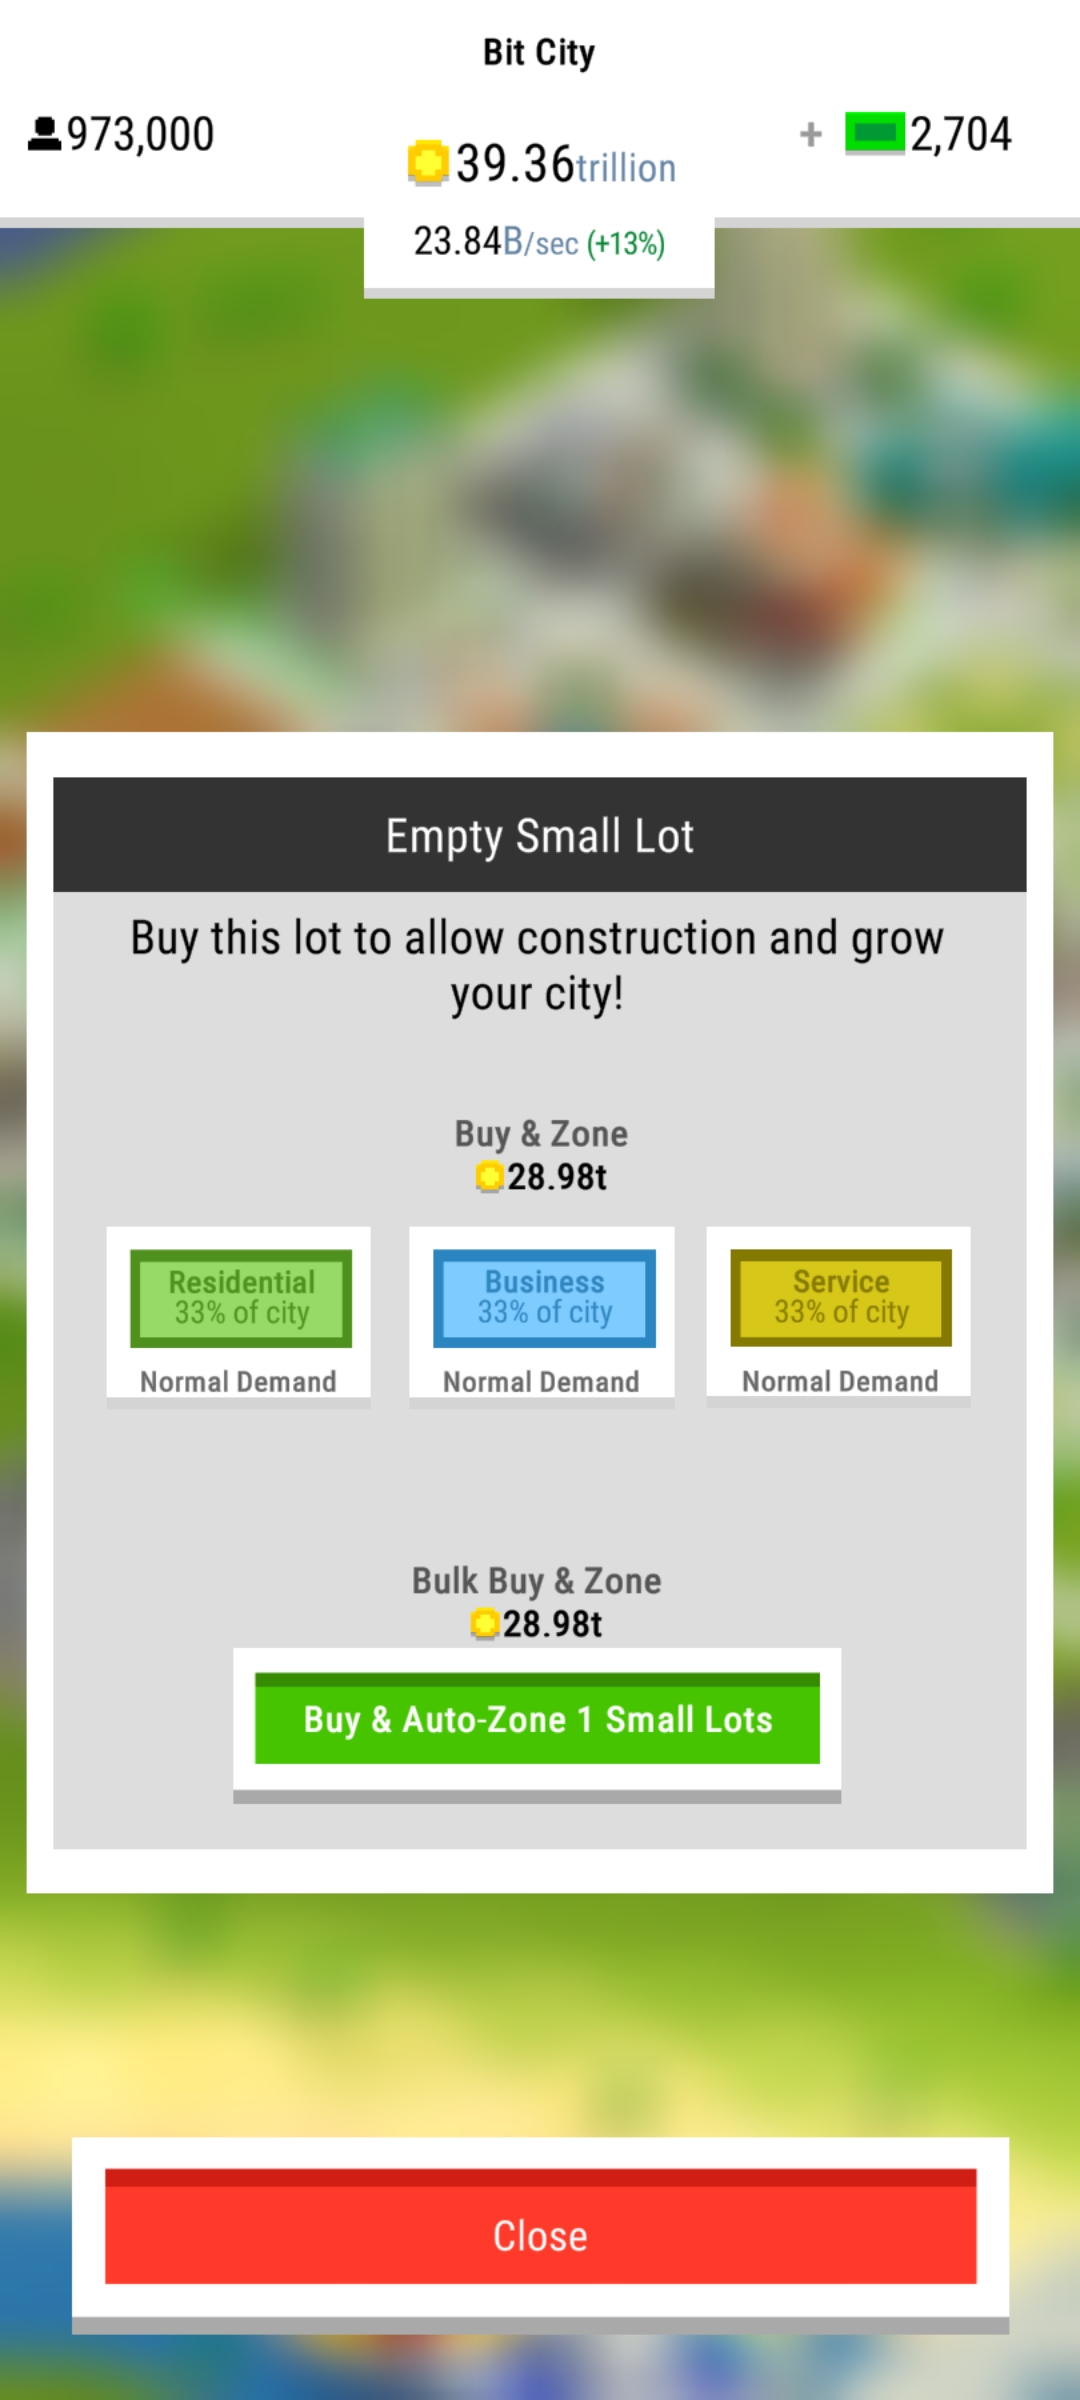 Bit City
973,000
39.36trillion
+ 2,704
23.84B/sec (+13%)
Empty Small Lot
Buy this lot to allow construction and grow
your city!
Buy & Zone
28.98t
Residential
33% of city
Normal Demand
Business
33% of city
Normal Demand
Service
33% of city
Normal Demand
Bulk Buy & Zone
28.98t
Buy & Auto-Zone 1 Small Lots
Close